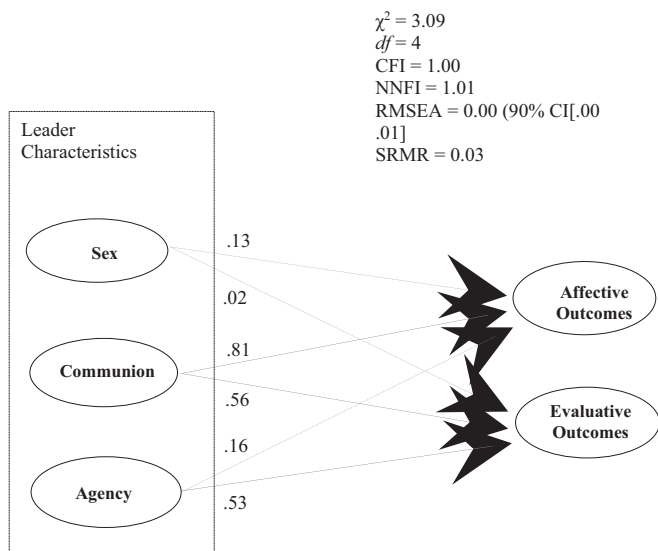 χ² = 3.09
df = 4
CFI = 1.00
NNFI = 1.01
RMSEA = 0.00 (90% CI[.00
.01]
SRMR = 0.03
Leader
Characteristics
Sex
Communion
Agency
.13
.02
.81
.56
.16
.53
Affective
Outcomes
Evaluative
Outcomes